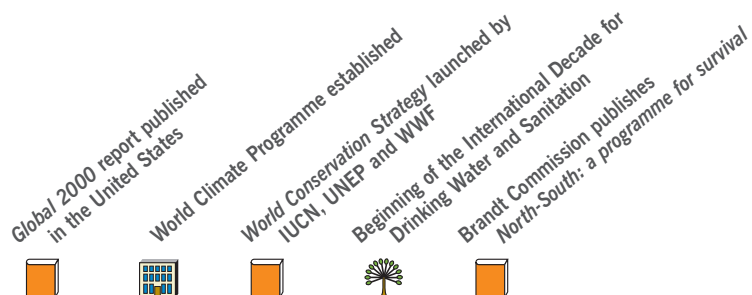 Global 2000 report published
in the United States
World Climate Programme established
World Conservation Strategy launched by
IUCN, UNEP and WWF
Beginning of the International Decade for
Drinking Water and Sanitation
Brandt Commission publishes
North-South: a programme for survival